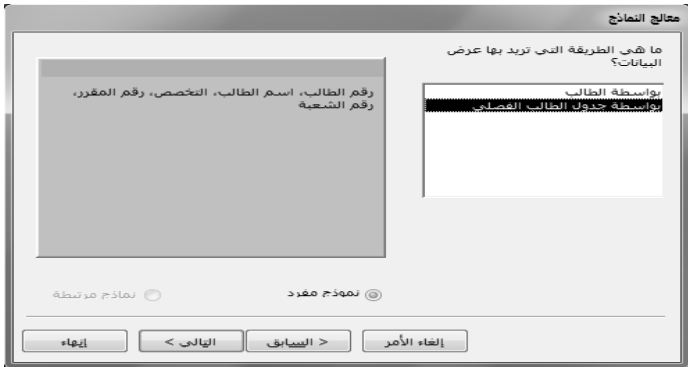 معالج النماذج
ما هي الطريقة التي تريد بها عرض
البيانات؟
بواسطة الطالب
بواسطة جدول الطالب الفصلي
رقم الطالب، اسم الطالب، التخصص، رقم المقرر،
رقم الشعبة
نموذج مفرد
نماذج مرتبطة
إلغاء الأمر
< السابق
التالي >
إنهاء